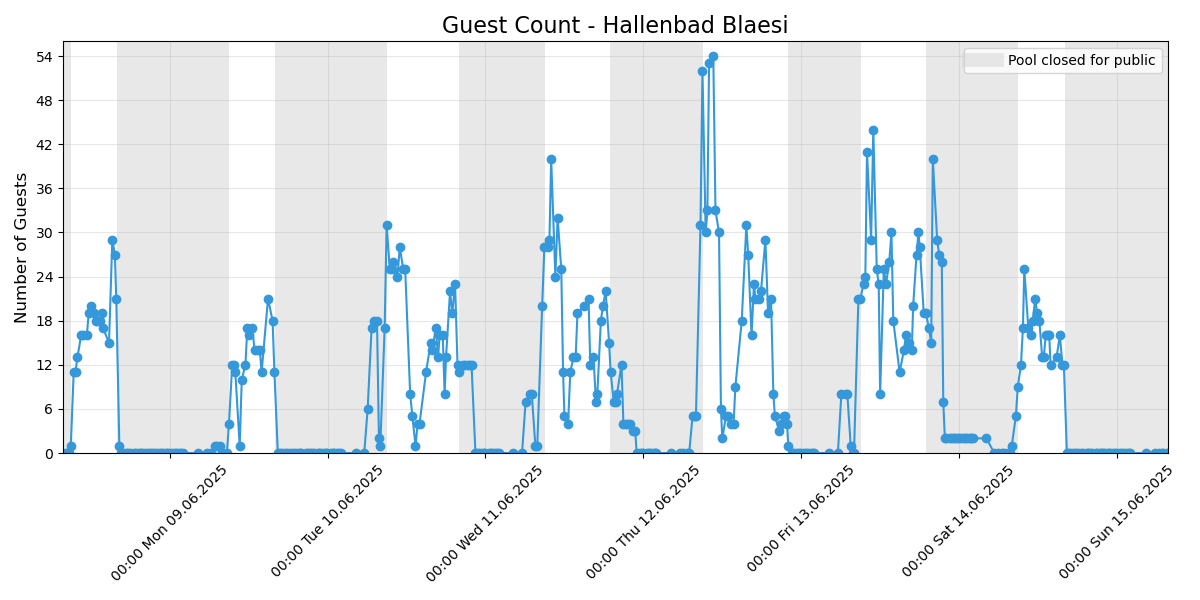 Guest Count - Hallenbad Blaesi
Pool closed for public
Number of Guests
54
48
42
36
30
24
18
12
6
0
00:00 Mon 09.06.2025
00:00 Tue 10.06.2025
00:00 Wed 11.06.2025
00:00 Thu 12.06.2025
00:00 Fri 13.06.2025
00:00 Sat 14.06.2025
00:00 Sun 15.06.2025